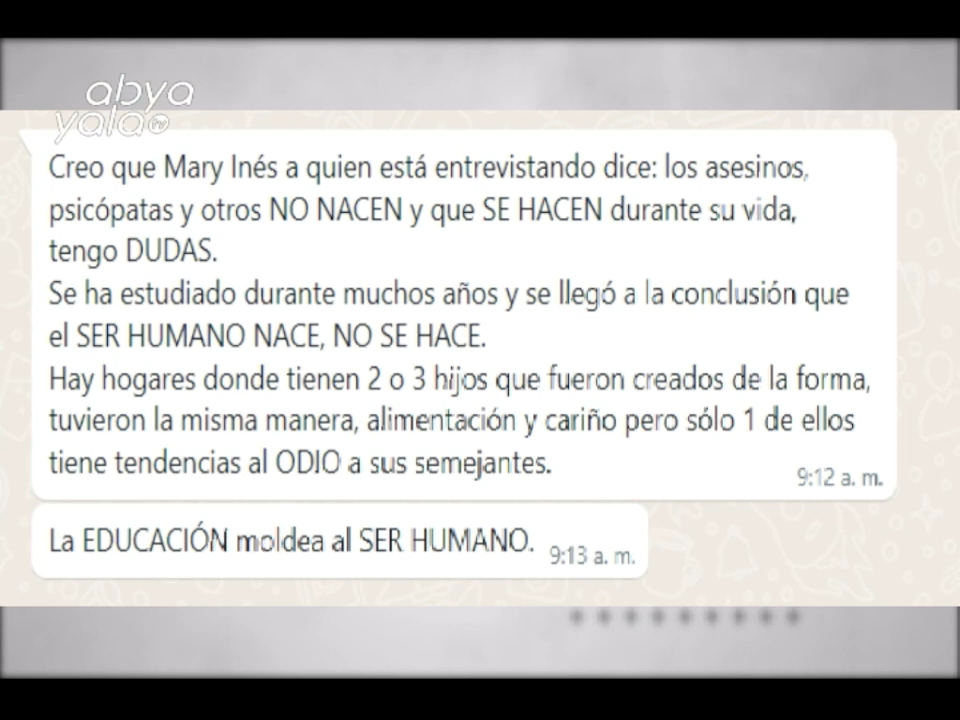 abya
yala tv
Creo que Mary Inés a quien está entrevistando dice: los asesinos,
psicópatas y otros NO NACEN y que SE HACEN durante su vida,
tengo DUDAS.
Se ha estudiado durante muchos años y se llegó a la conclusión que
el SER HUMANO NACE, NO SE HACE.
Hay hogares donde tienen 2 o 3 hijos que fueron creados de la forma,
tuvieron la misma manera, alimentación y cariño pero sólo 1 de ellos
tiene tendencias al ODIO a sus semejantes.
9:12 a. m.
La EDUCACIÓN moldea al SER HUMANO.
9:13 a. m.